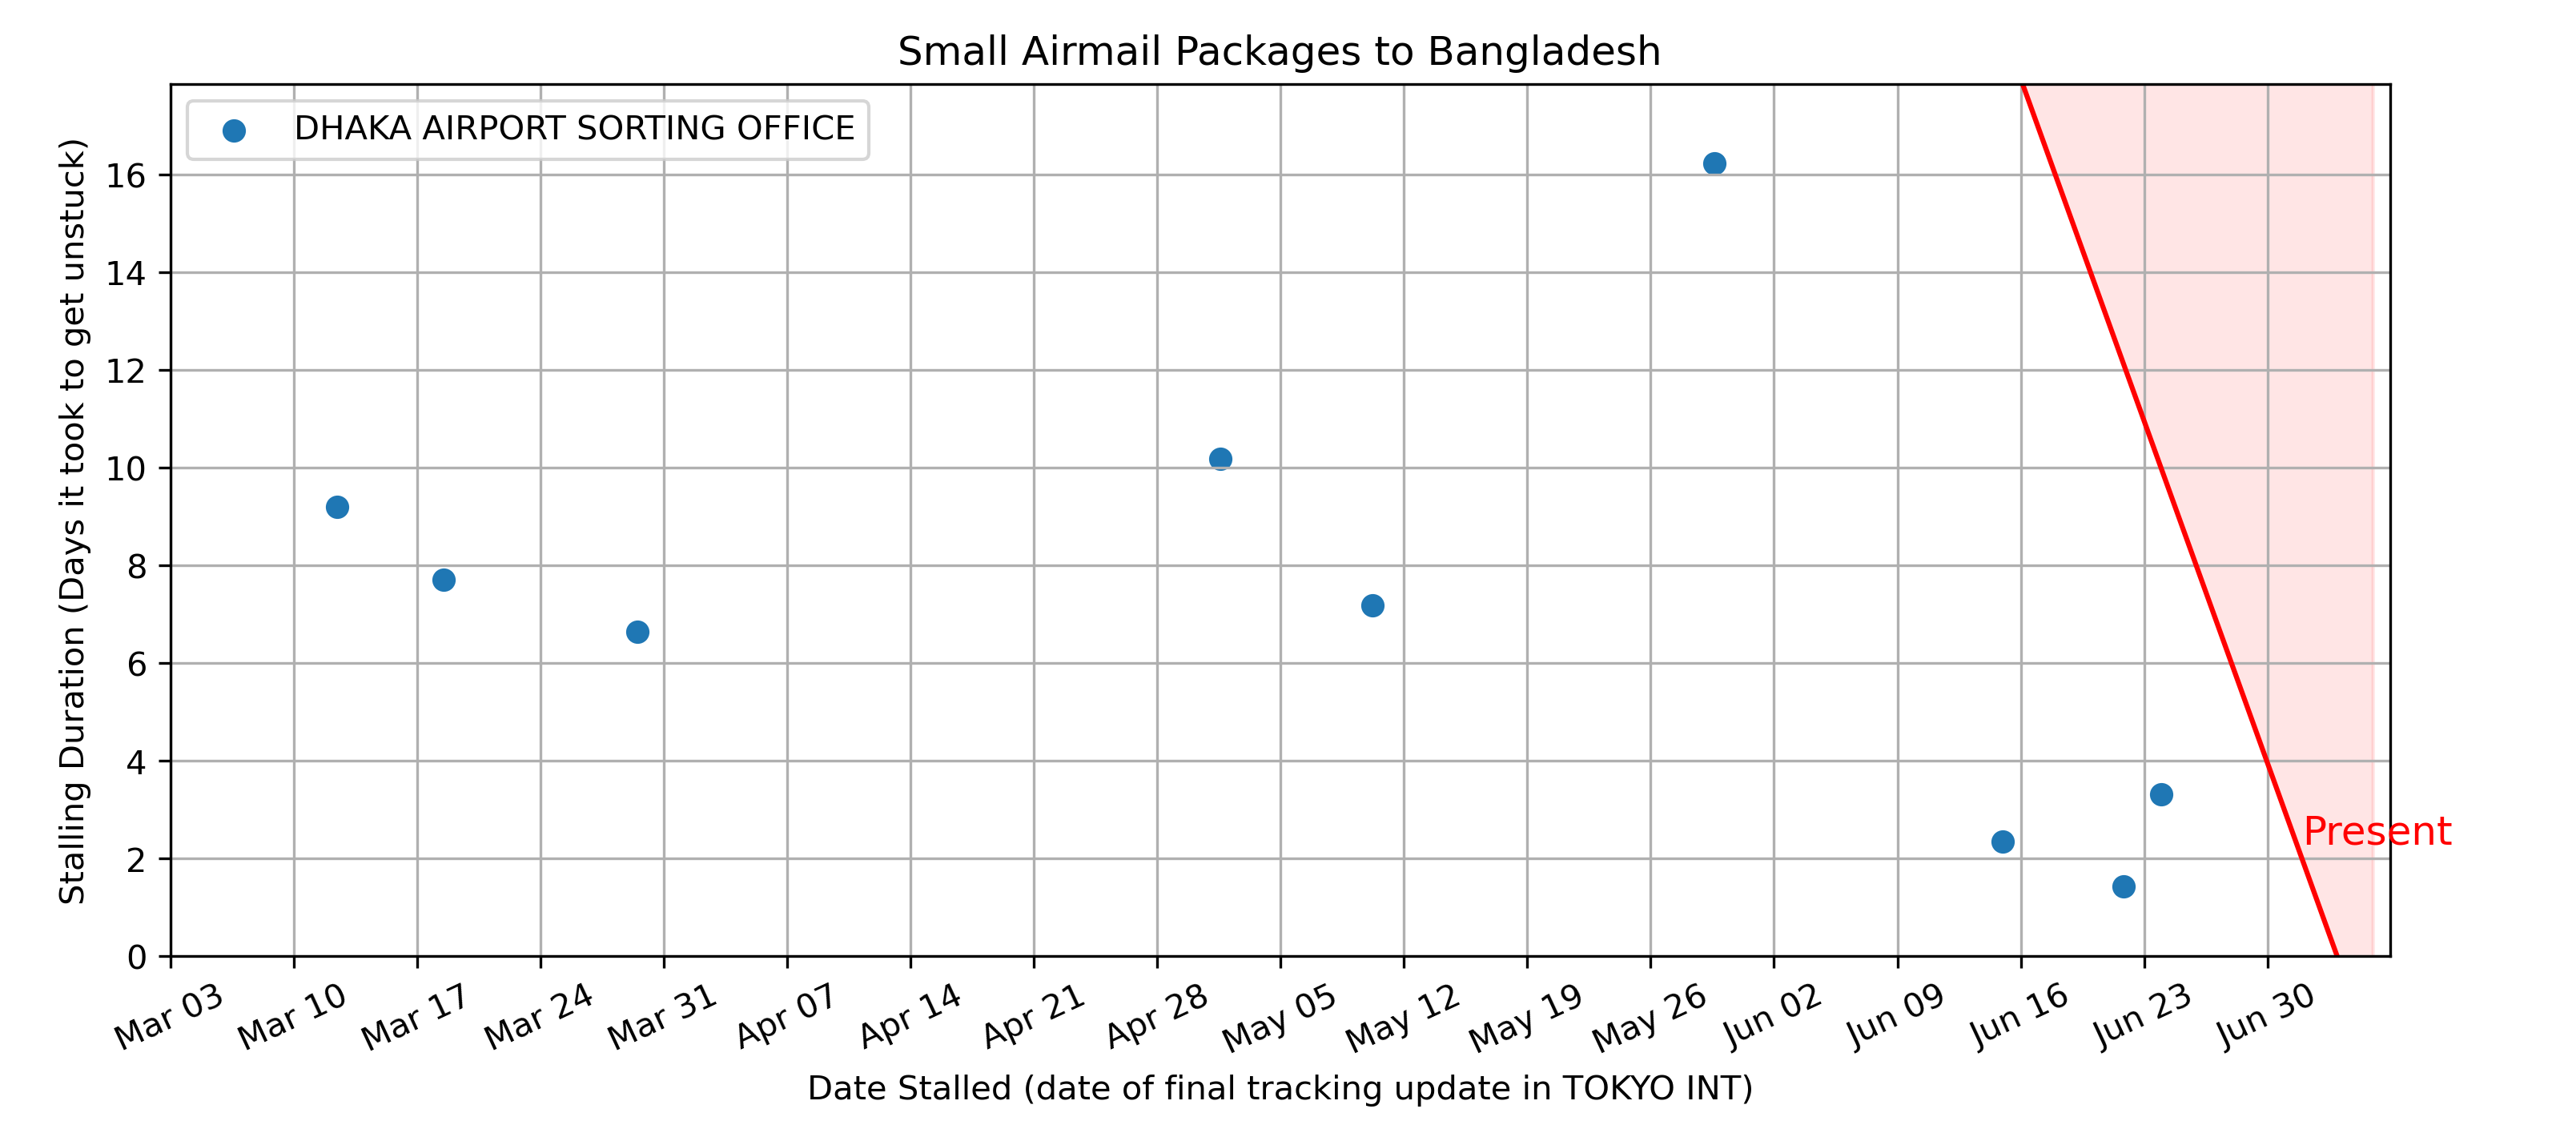 Small Airmail Packages to Bangladesh
DHAKA AIRPORT SORTING OFFICE
Stalling Duration (Days it took to get unstuck)
16
14
12
10
8
6
4
2
0
Present
Mar 03
Mar 10
Mar 17
Mar 24
Mar 31
Apr 07
Apr 14
Apr 21
Apr 28
May 05
May 12
May 19
May 26
Jun 02
Jun 09
Jun 16
Jun 23
Jun 30
Date Stalled (date of final tracking update in TOKYO INT)